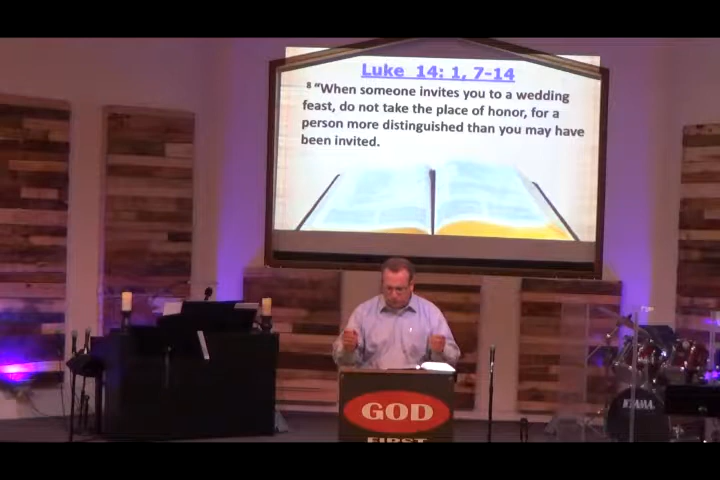 Luke 14: 1, 7-14
8 "When someone invites you to a wedding
feast, do not take the place of honor, for a
person more distinguished than you may have
been invited.
GOD
FIRST
TAMA